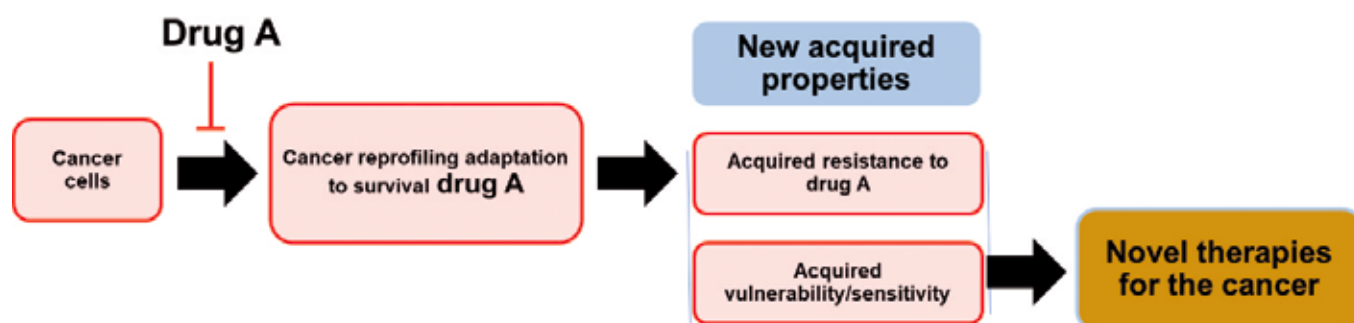 Drug A
Cancer
cells
Cancer reprofiling adaptation
to survival drug A
New acquired
properties
Acquired resistance to
drug A
Acquired
vulnerability/sensitivity
Novel therapies
for the cancer